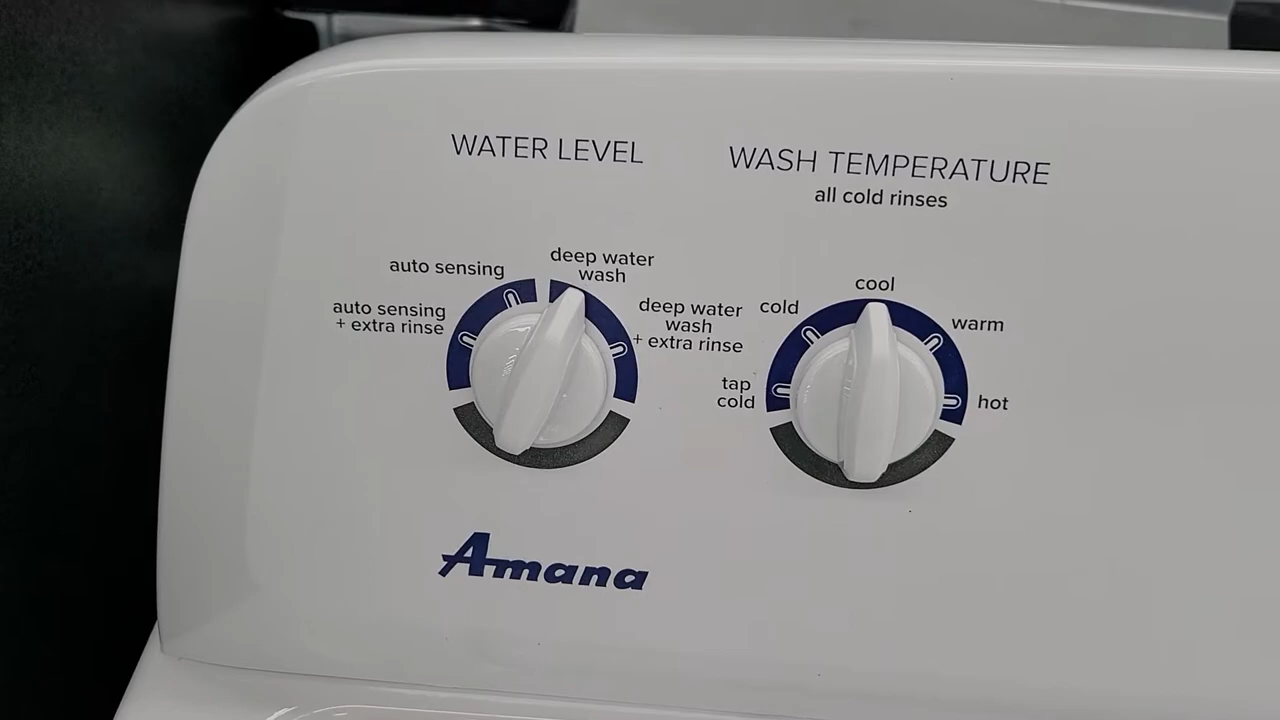 WATER LEVEL
auto sensing
auto sensing
+ extra rinse
deep water
wash
deep water
wash
+ extra rinse
WASH TEMPERATURE
all cold rinses
tap
cold
cold
cool
warm
hot
Amana